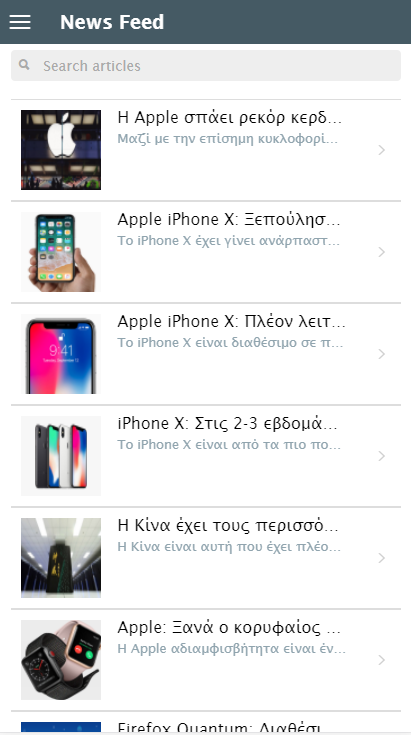 News Feed
Search articles
Η Apple σπάει ρεκόρ κερδ...
Μαζί με την επίσημη κυκλοφορί...
Apple iPhone X: Ξεπούλησ...
Το iPhone X έχει γίνει ανάρπαστ...
Apple iPhone X: Πλέον λειτ...
9:41
Το iPhone X είναι διαθέσιμο σε π...
iPhone X: Στις 2-3 εβδομά...
Το iPhone X είναι από τα πιο πο...
Η Κίνα έχει τους περισσό...
Η Κίνα είναι αυτή που έχει πλέο...
Apple: Ξανά ο κορυφαίος ...
Η Apple αδιαμφισβήτητα είναι έν...
Firefox Quantum: Διαθέσι...